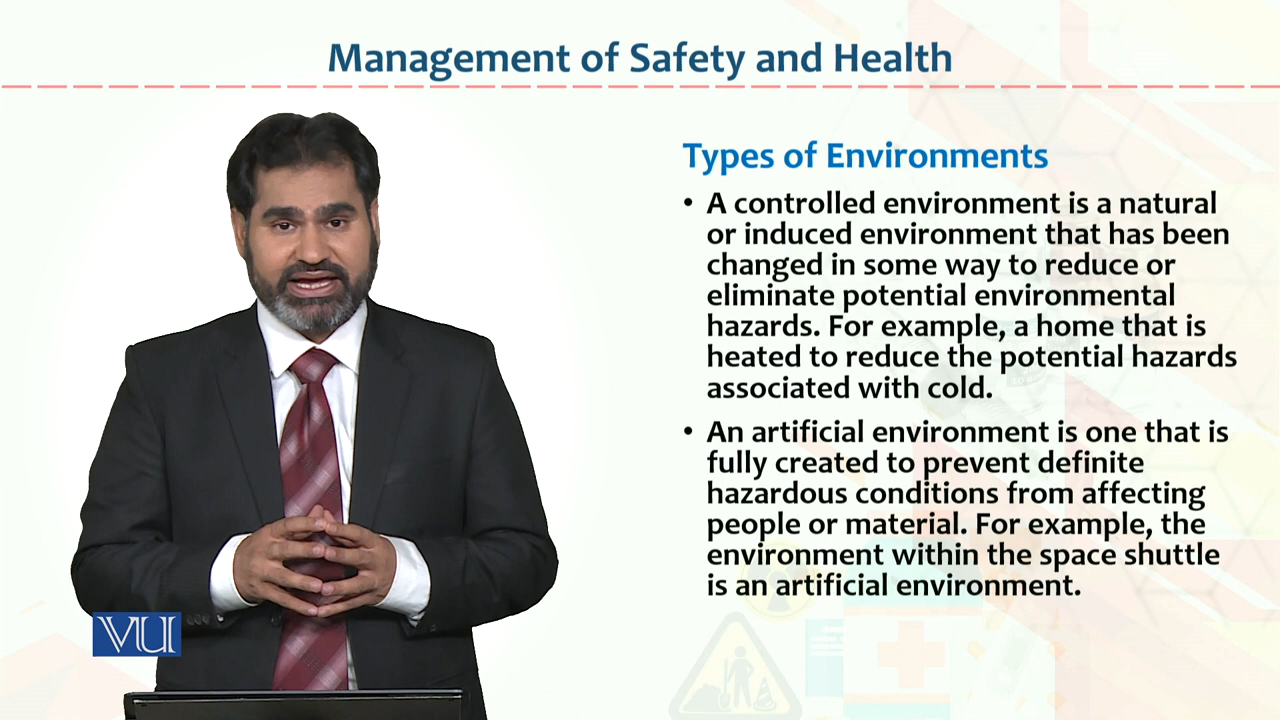 Management of Safety and Health
Types of Environments
• A controlled environment is a natural
or induced environment that has been
changed in some way to reduce or
eliminate potential environmental
hazards. For example, a home that is
heated to reduce the potential hazards
associated with cold.
• An artificial environment is one that is
fully created to prevent definite
hazardous conditions from affecting
people or material. For example, the
environment within the space shuttle
is an artificial environment.
VU